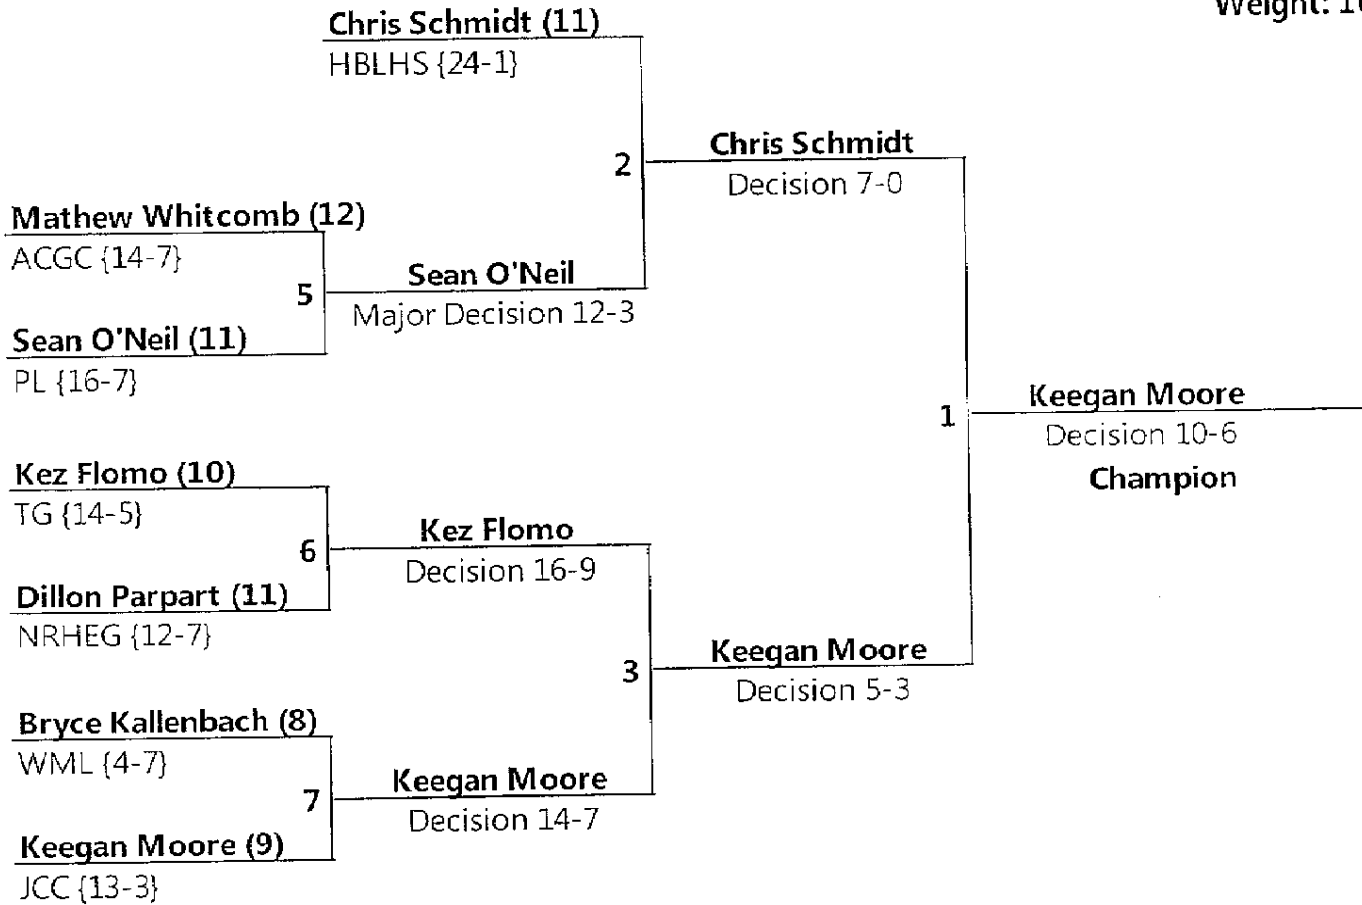 Weight:
Chris Schmidt (11)
HBLHS {24-1}
2
Chris Schmidt
Decision 7-0
Mathew Whitcomb (12)
ACGC {14-7}
5
Sean O'Neil
Major Decision 12-3
Sean O'Neil (11)
PL {16-7}
1
Keegan Moore
Decision 10-6
Champion
Kez Flomo (10)
TG {14-5}
6
Kez Flomo
Decision 16-9
Dillon Parpart (11)
NRHEG {12-7}
3
Keegan Moore
Decision 5-3
Bryce Kallenbach (8)
WML {4-7}
7
Keegan Moore
Decision 14-7
Keegan Moore (9)
JCC {13-3}